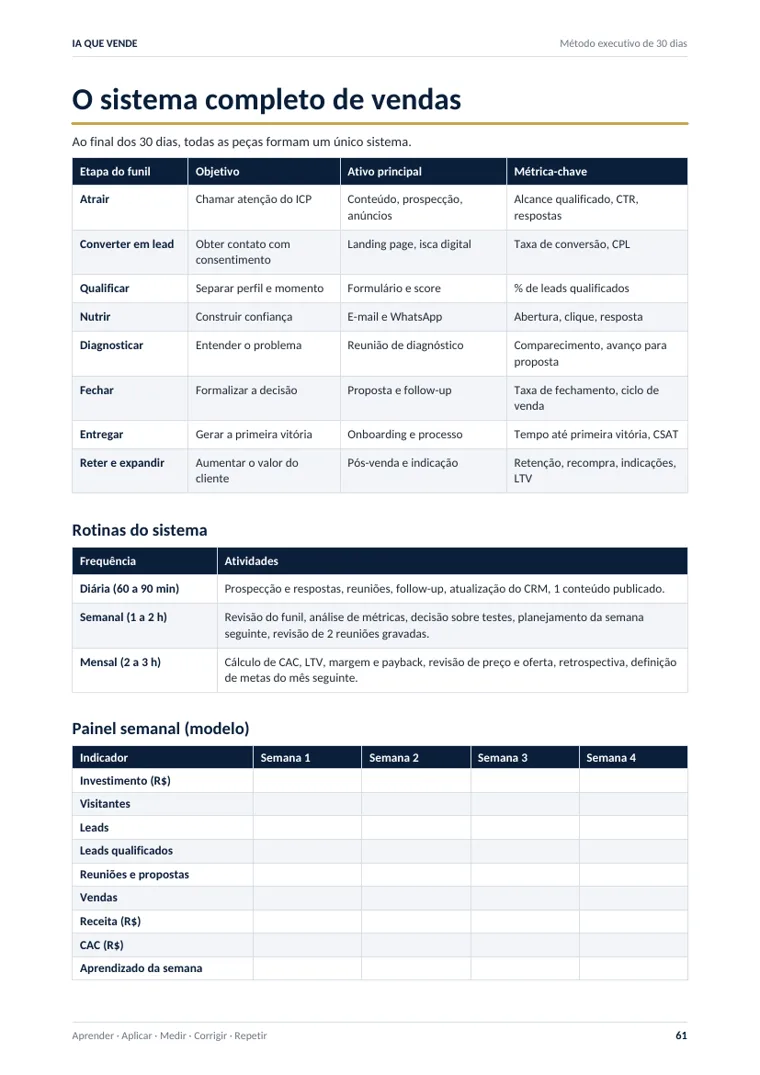 IA QUE VENDE
Método executivo de 30 dias
O sistema completo de vendas
Ao final dos 30 dias, todas as peças formam um único sistema.
Etapa do funil Objetivo Ativo principal Métrica-chave
Atrair Chamar atenção do ICP Conteúdo, prospecção, Alcance qualificado, CTR,
anúncios respostas
Converter em lead Obter contato com Landing page, isca digital Taxa de conversão, CPL
consentimento
Qualificar Separar perfil e momento Formulário e score % de leads qualificados
Nutrir Construir confiança E-mail e WhatsApp Abertura, clique, resposta
Diagnosticar Entender o problema Reunião de diagnóstico Comparecimento, avanço para
proposta
Fechar Formalizar a decisão Proposta e follow-up Taxa de fechamento, ciclo de
venda
Entregar Gerar a primeira vitória Onboarding e processo Tempo até primeira vitória, CSAT
Reter e expandir Aumentar o valor do Pós-venda e indicação Retenção, recompra, indicações,
cliente LTV
Rotinas do sistema
Frequência Atividades
Diária (60 a 90 min) Prospecção e respostas, reuniões, follow-up, atualização do CRM, 1 conteúdo publicado.
Semanal (1 a 2 h) Revisão do funil, análise de métricas, decisão sobre testes, planejamento da semana
seguinte, revisão de 2 reuniões gravadas.
Mensal (2 a 3 h) Cálculo de CAC, LTV, margem e payback, revisão de preço e oferta, retrospectiva, definição
de metas do mês seguinte.
Painel semanal (modelo)
Indicador Semana 1 Semana 2 Semana 3 Semana 4
Investimento (R$)
Visitantes
Leads
Leads qualificados
Reuniões e propostas
Vendas
Receita (R$)
CAC (R$)
Aprendizado da semana
Aprender · Aplicar · Medir · Corrigir · Repetir
61